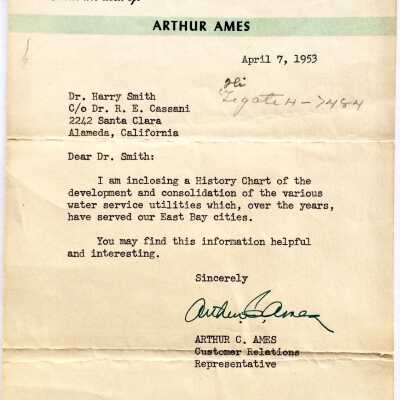 ARTHUR AMES
April 7, 1953
Dr. Harry Smith
C/o Dr. R. E. Cassani
2242 Santa Clara
Alameda, California
Dear Dr. Smith:
I am inclosing a History Chart of the
development and consolidation of the various
water service utilities which, over the years,
have served our East Bay cities.
You may find this information helpful
and interesting.
Sincerely
Arthur C. Ames
ARTHUR C. AMES
Customer Relations
Representative